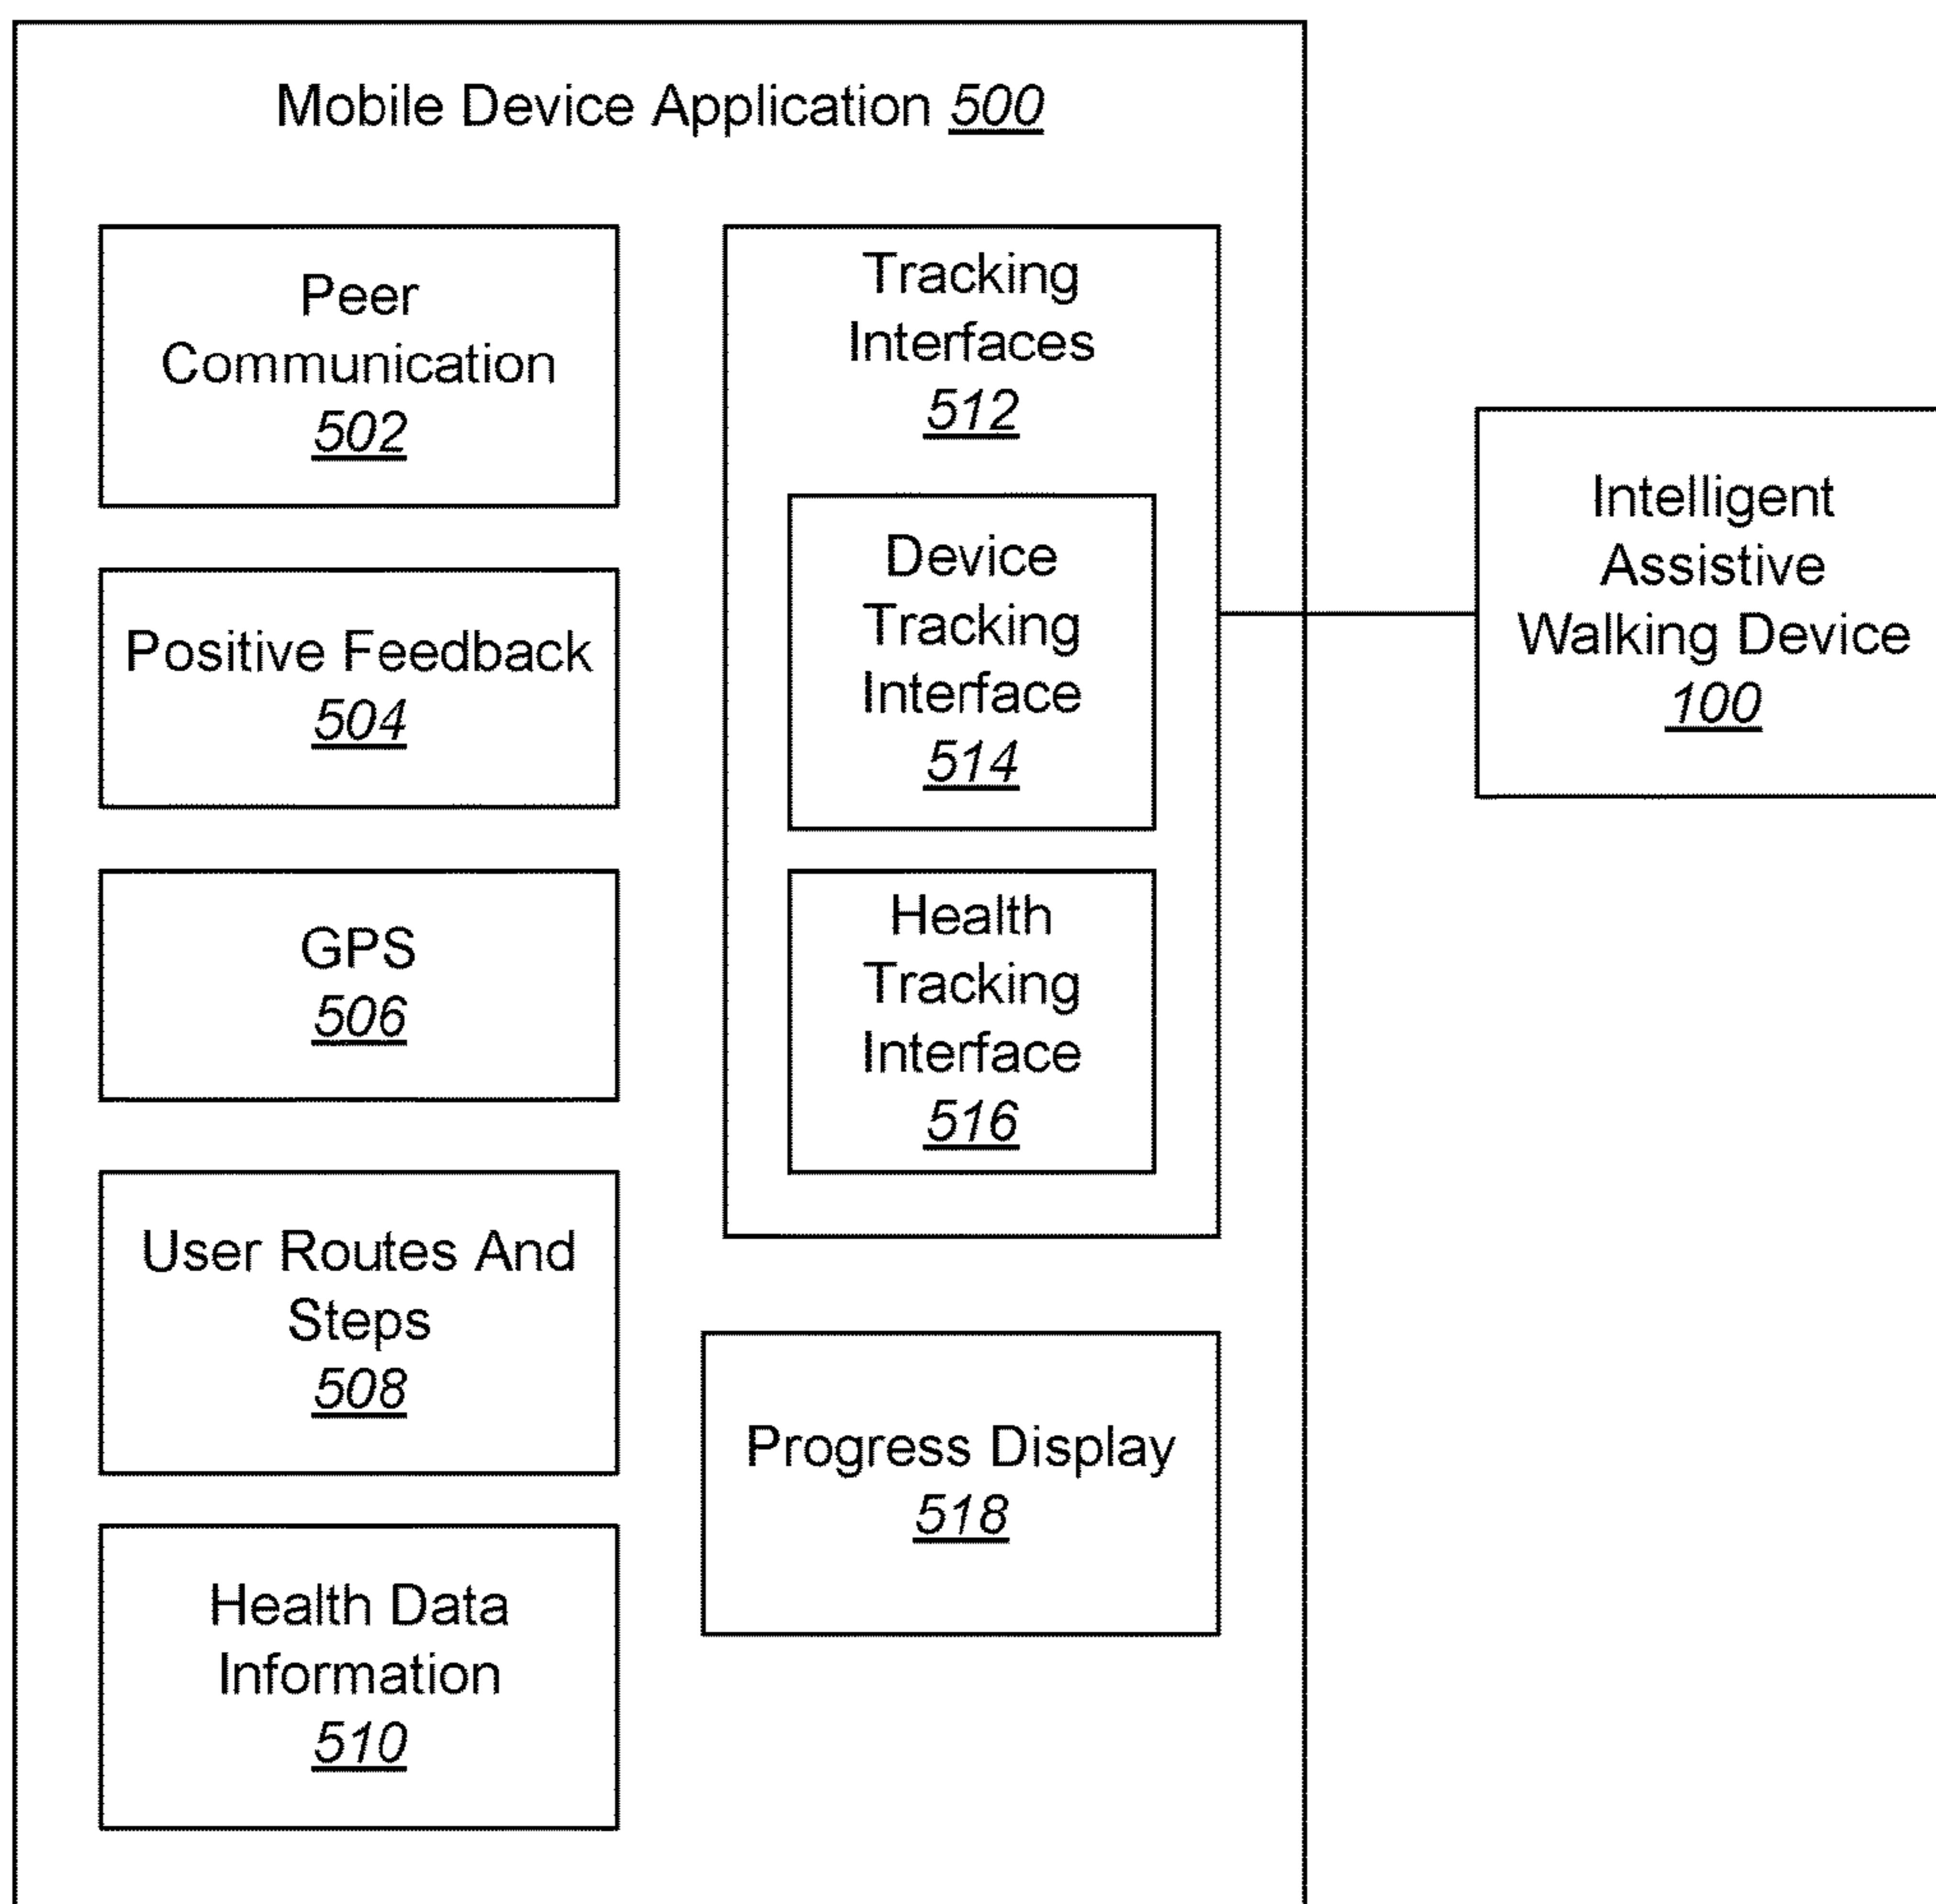 Mobile Device Application 500
Peer
Communication
502
Positive Feedback
504
GPS
506
User Routes And
Steps
508
Health Data
Information
510
Tracking
Interfaces
512
Device
Tracking
Interface
514
Health
Tracking
Interface
516
Progress Display
518
Intelligent
Assistive
Walking Device
100